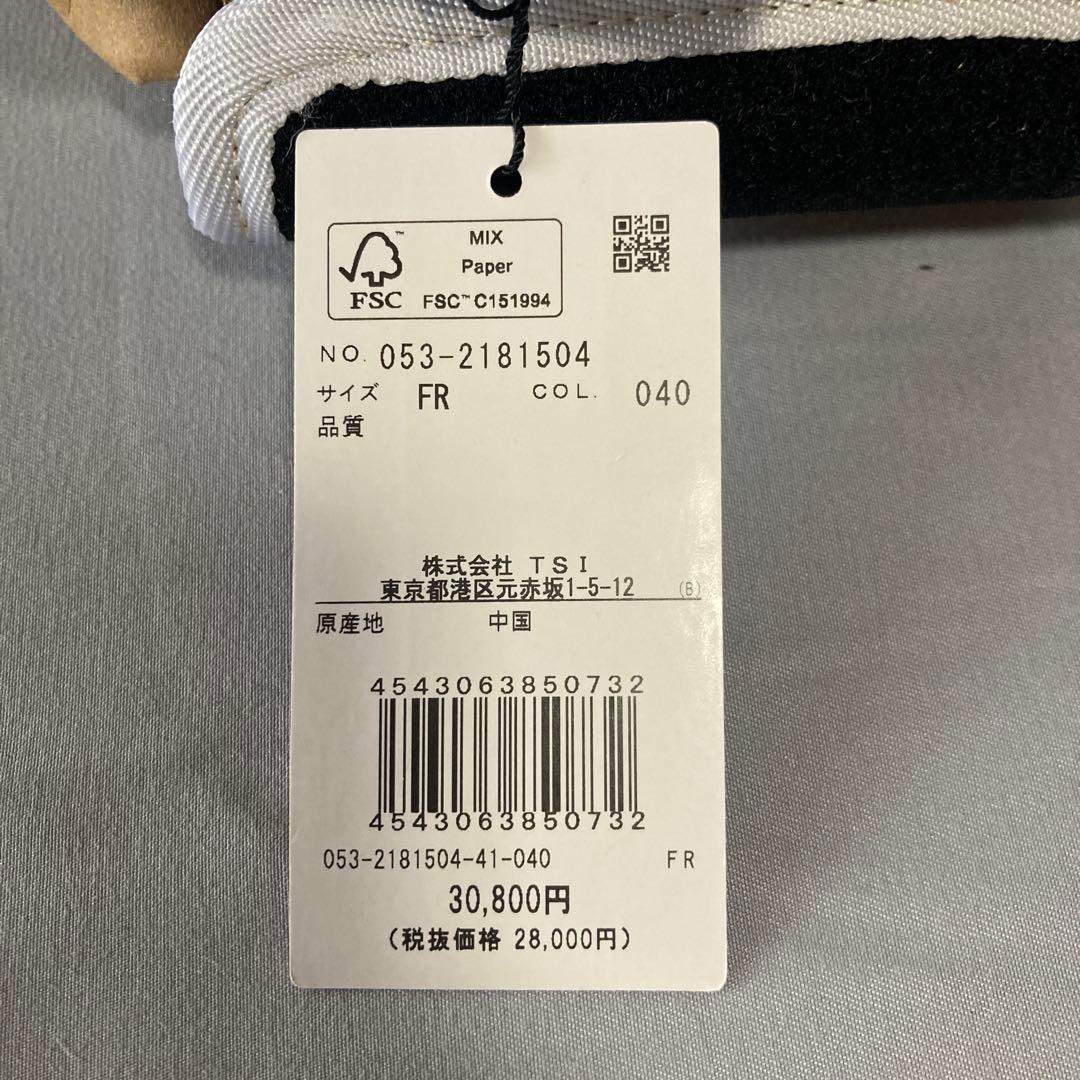 MIX
Paper
FSC™ C151994
FSC™
NO. 053-2181504
サイズ FR COL. 040
品質
株式会社 TSI
東京都港区元赤坂1-5-12 (B)
原産地 中国
4543063850732
4543063850732
053-2181504-41-040 FR
30,800円
(税抜価格 28,000円)